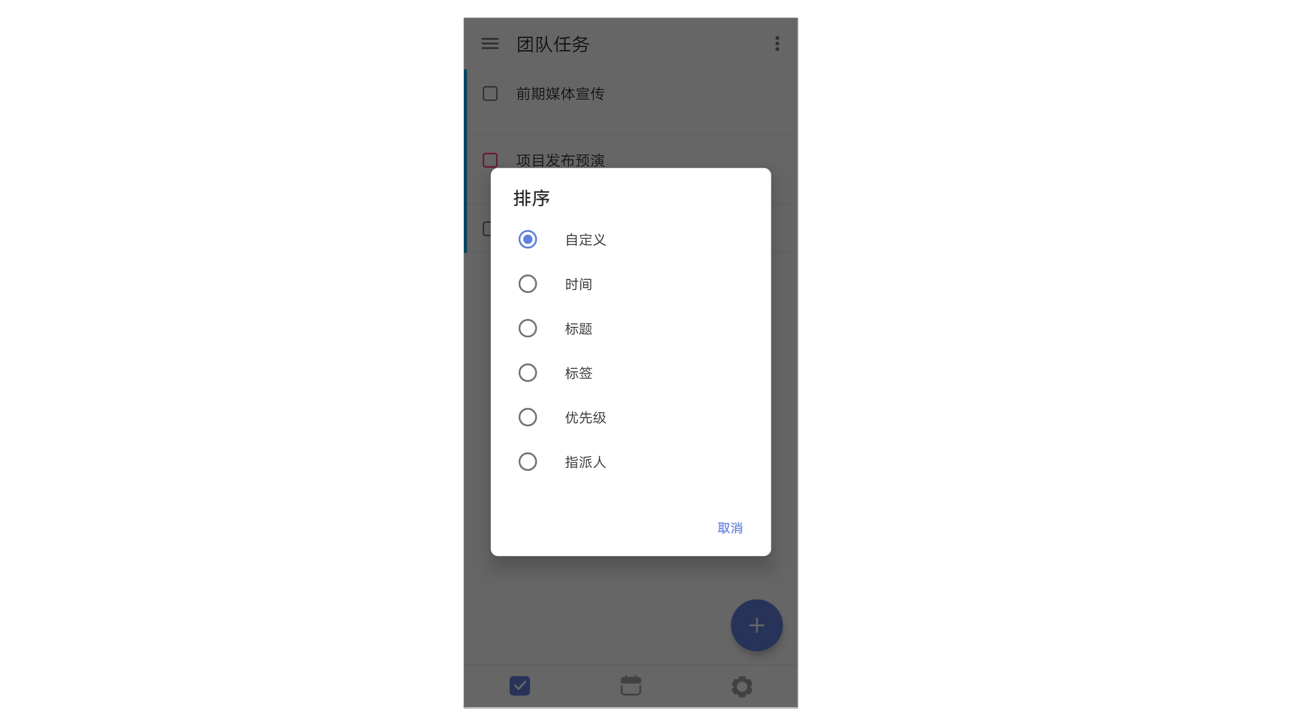 团队任务
前期媒体宣传
项目发布预演
排序
自定义
时间
标题
标签
优先级
指派人
取消